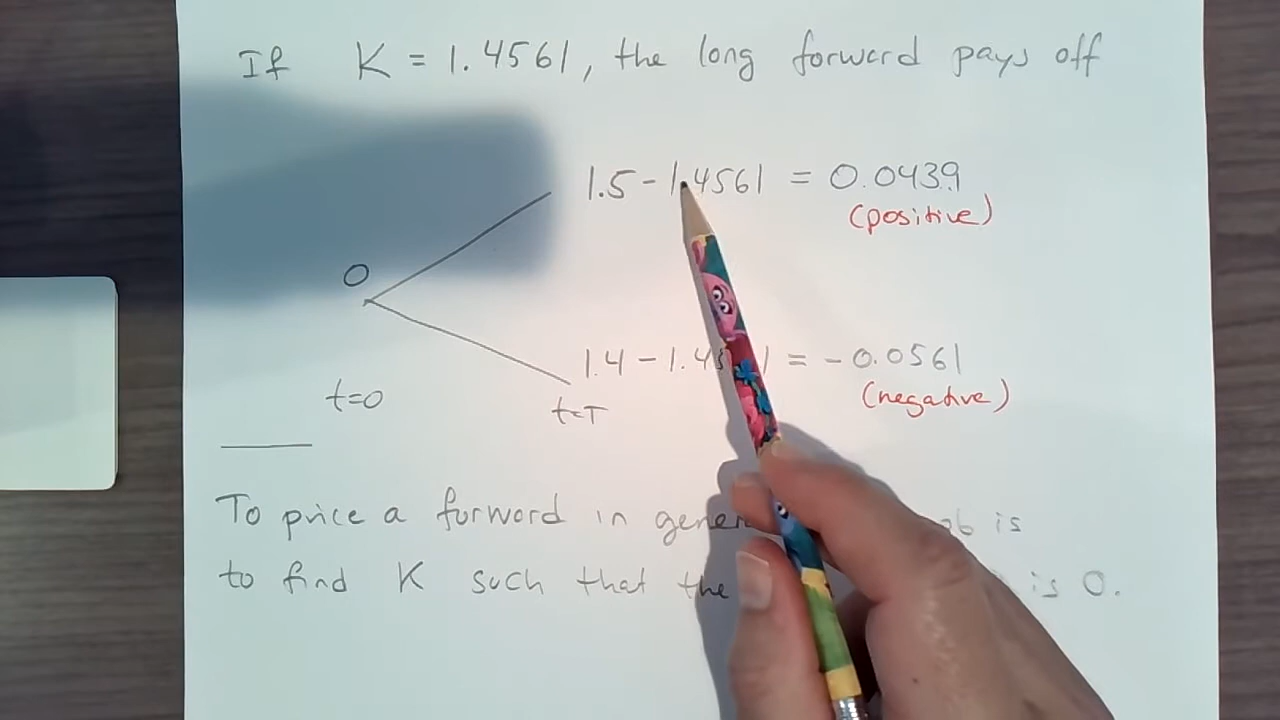 If K = 1.4561, the long forward pays off
1.5 - 1.4561 = 0.0439
(positive)
0
1.4 - 1.4 = -0.0561
(negative)
t=0
t=T
To price a forward in is
to find K such that the is 0.